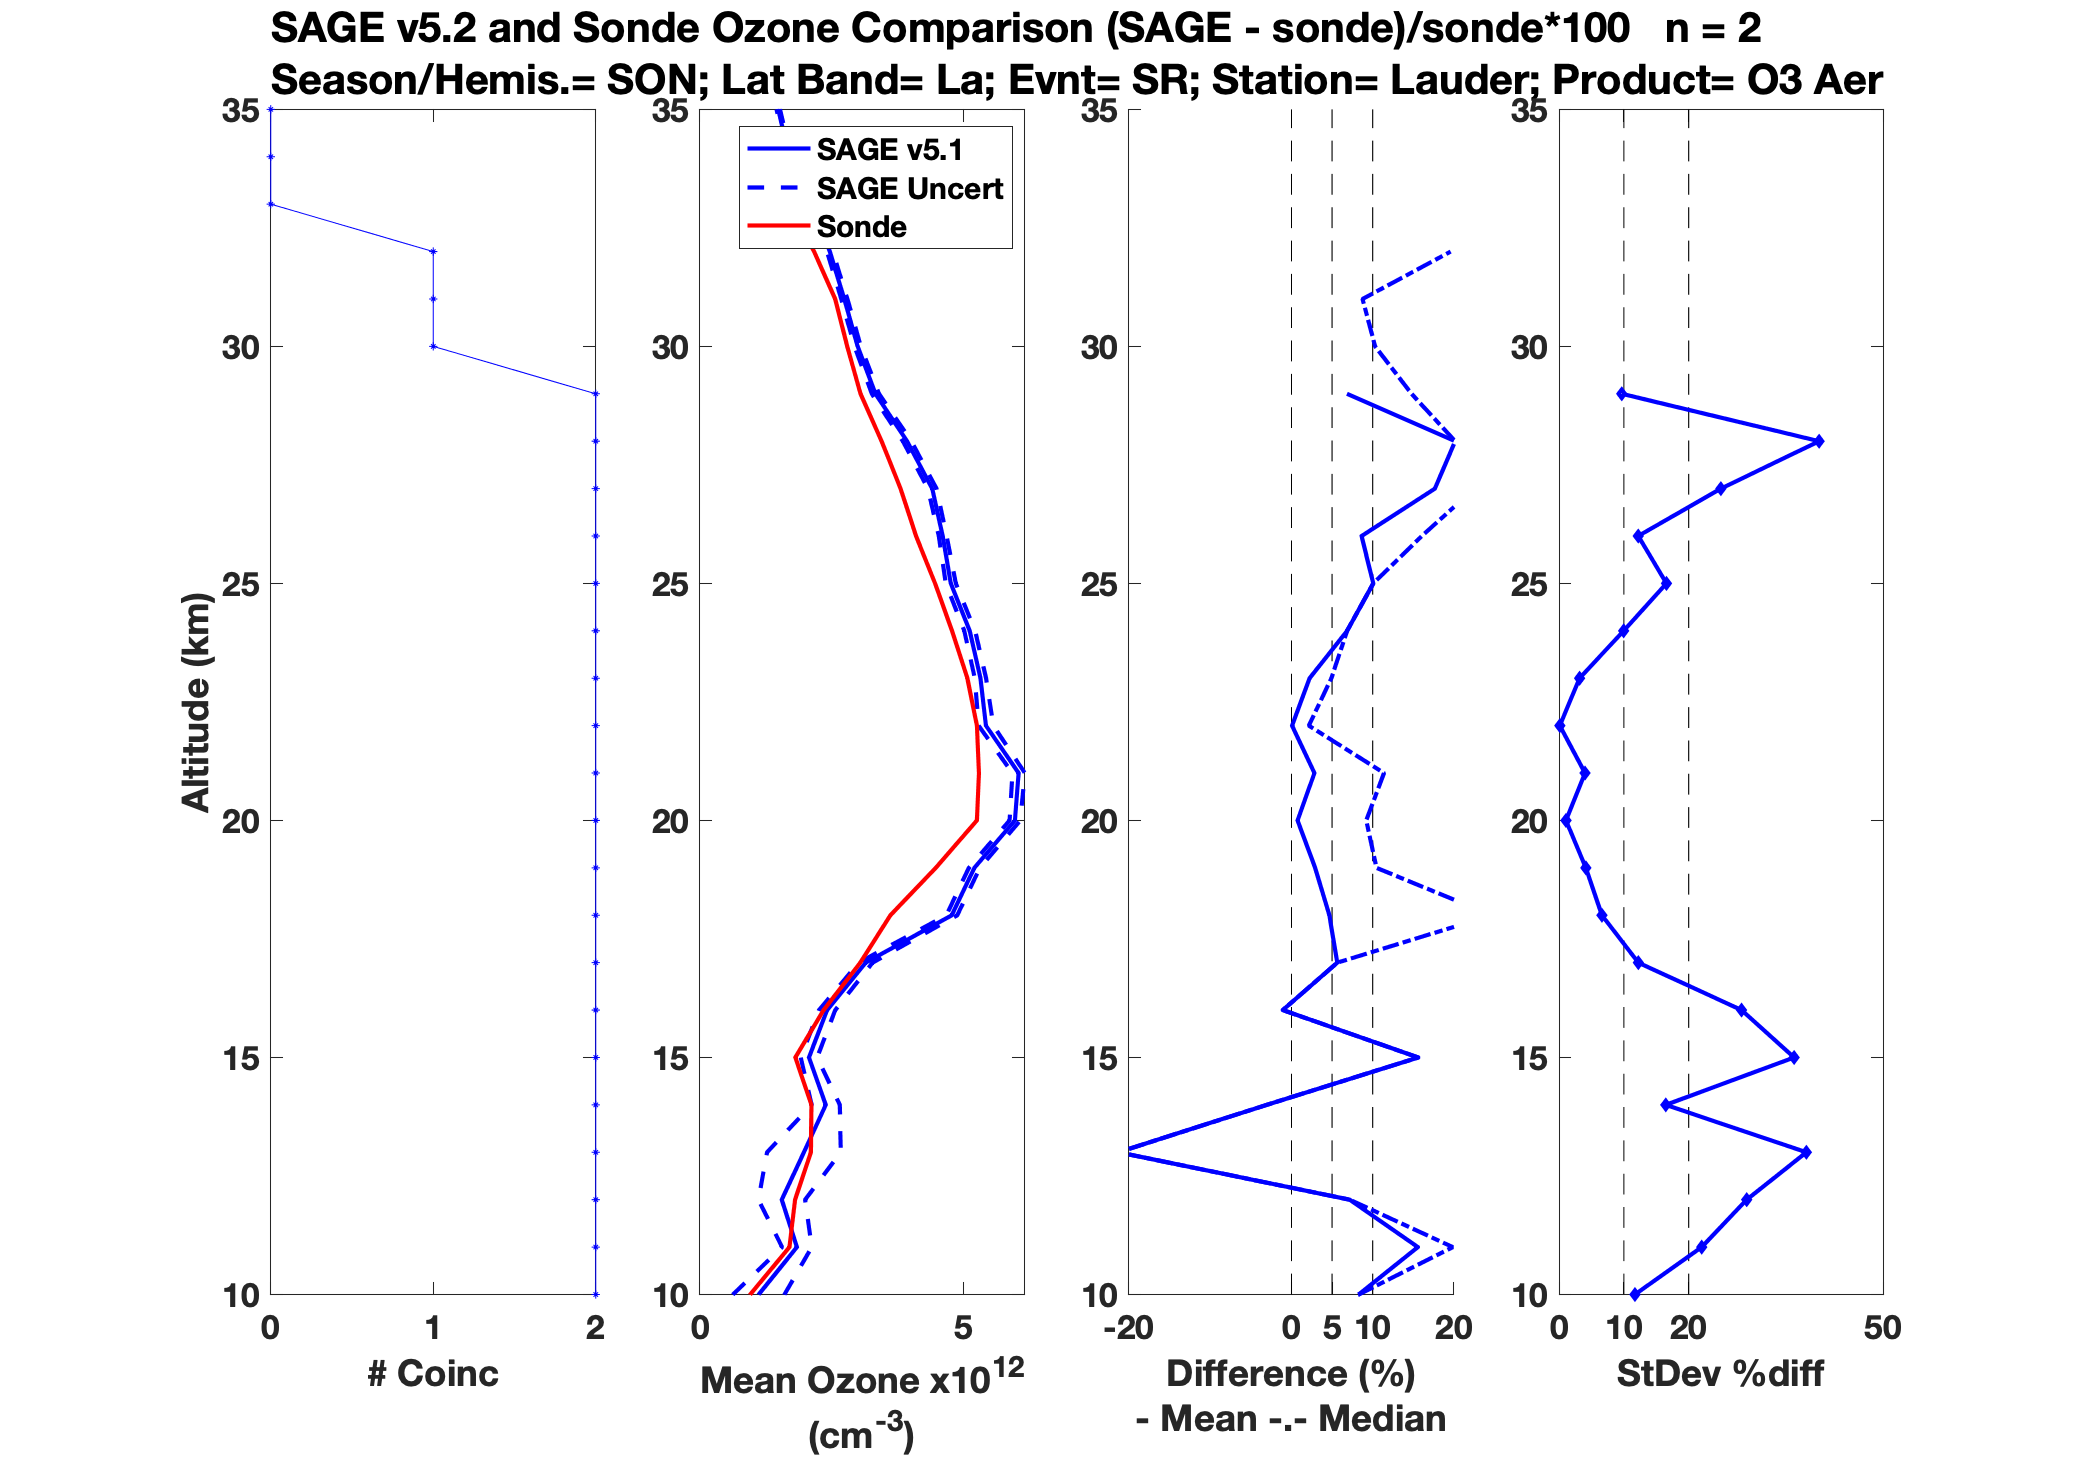 SAGE v5.2 and Sonde Ozone Comparison (SAGE - sonde)/sonde*100   n = 2
Season/Hemis.= SON; Lat Band= La; Evnt= SR; Station= Lauder; Product= O3 Aer
Altitude (km)
35
30
25
20
15
10
0 1 2
# Coinc
35
30
25
20
15
10
0 5
Mean Ozone x10^12
(cm^-3)
SAGE v5.1
SAGE Uncert
Sonde
35
30
25
20
15
10
-20 0 5 10 20
Difference (%)
- Mean -.- Median
35
30
25
20
15
10
0 10 20 50
StDev %diff